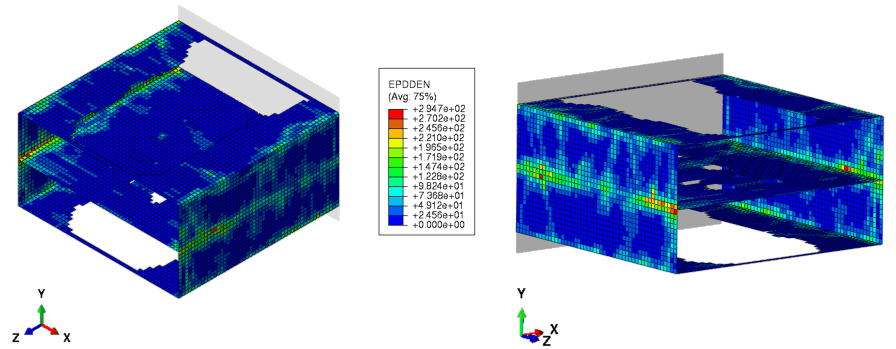 EPDDEN
(Avg: 75%)
+2.947e+02
+2.702e+02
+2.456e+02
+2.210e+02
+1.965e+02
+1.719e+02
+1.474e+02
+1.228e+02
+9.824e+01
+7.368e+01
+4.912e+01
+2.456e+01
+0.000e+00
Y
Z
X
Y
X
Z